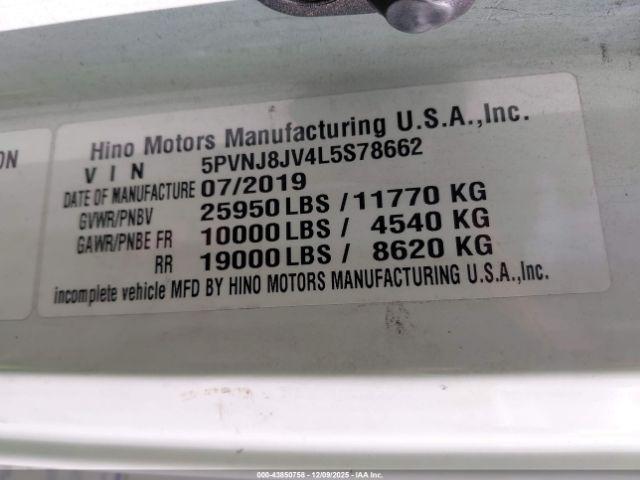 ON
Hino Motors Manufacturing U.S.A.,Inc.
V I N 5PVNJ8JV4L5S78662
DATE OF MANUFACTURE 07/2019
GVWR/PNBV 25950 LBS / 11770 KG
GAWR/PNBE FR 10000 LBS / 4540 KG
RR 19000 LBS / 8620 KG
incomplete vehicle MFD BY HINO MOTORS MANUFACTURING U.S.A.,Inc.
000-43850758 - 12/09/2025 - IAA Inc.